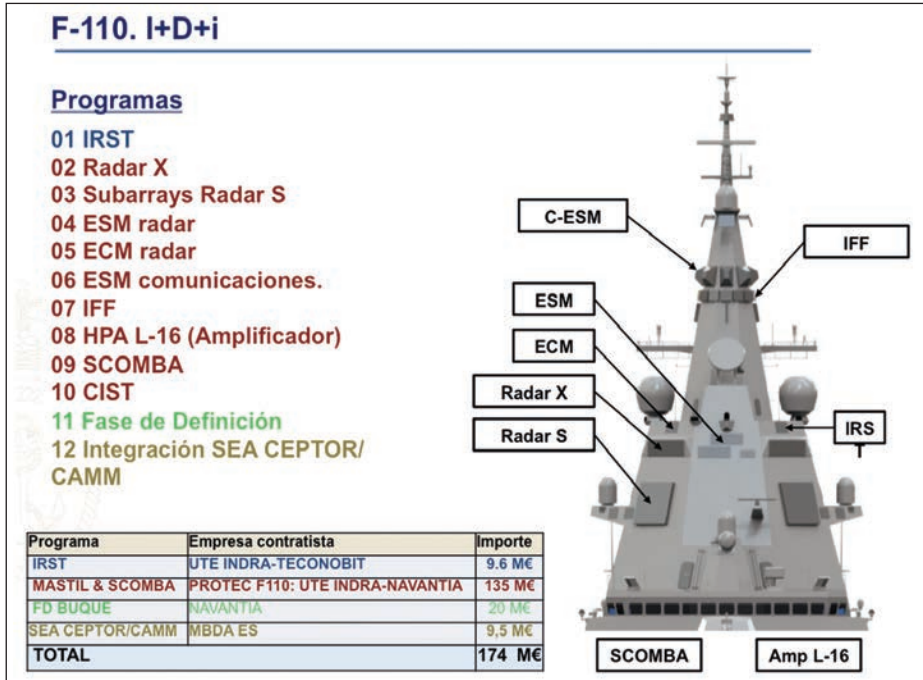 F-110. I+D+i
Programas
01 IRST
02 Radar X
03 Subarrays Radar S
04 ESM radar
05 ECM radar
06 ESM comunicaciones.
07 IFF
08 HPA L-16 (Amplificador)
09 SCOMBA
10 CIST
11 Fase de Definición
12 Integración SEA CEPTOR/
CAMM
C-ESM
IFF
ESM
ECM
Radar X
IRS
T
Radar S
Programa Empresa contratista Importe
IRST UTE INDRA-TECONOBIT 9.6 M€
MASTIL & SCOMBA PROTEC F110: UTE INDRA-NAVANTIA 135 M€
FD BUQUE NAVANTIA 20 M€
SEA CEPTOR/CAMM MBDA ES 9,5 M€
TOTAL 174 M€
SCOMBA
Amp L-16